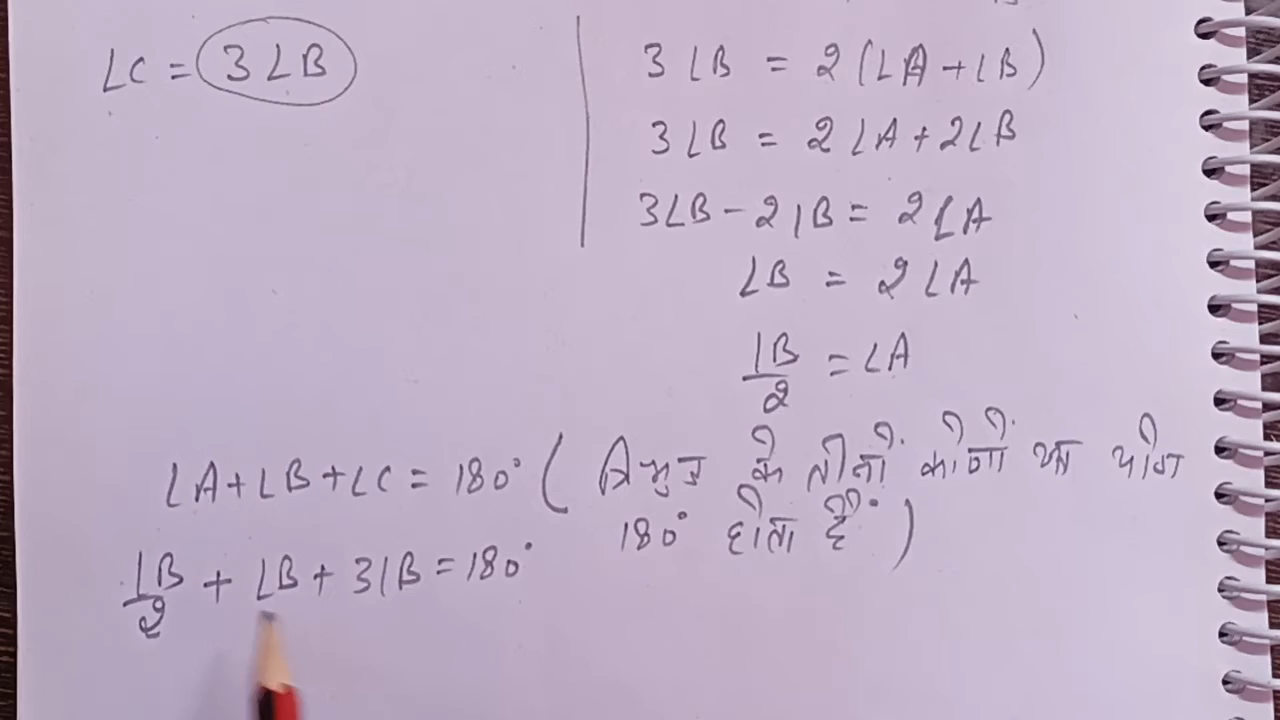 ∠C = 3∠B
3∠B = 2(∠A+∠B)
3∠B = 2∠A+2∠B
3∠B-2∠B = 2∠A
∠B = 2∠A
∠B/2 = ∠A
∠A+∠B+∠C = 180° ( त्रिभुज के तीनों कोणों का योग
180° होता है )
∠B/2 + ∠B + 3∠B = 180°